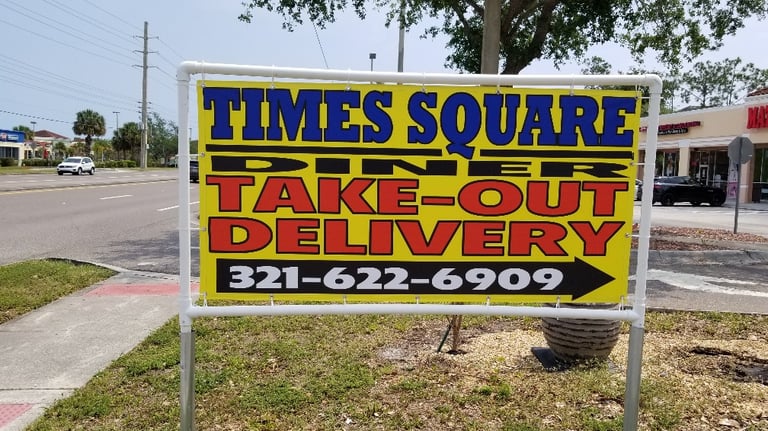 TIMES SQUARE
DINER
TAKE-OUT
DELIVERY
321-622-6909